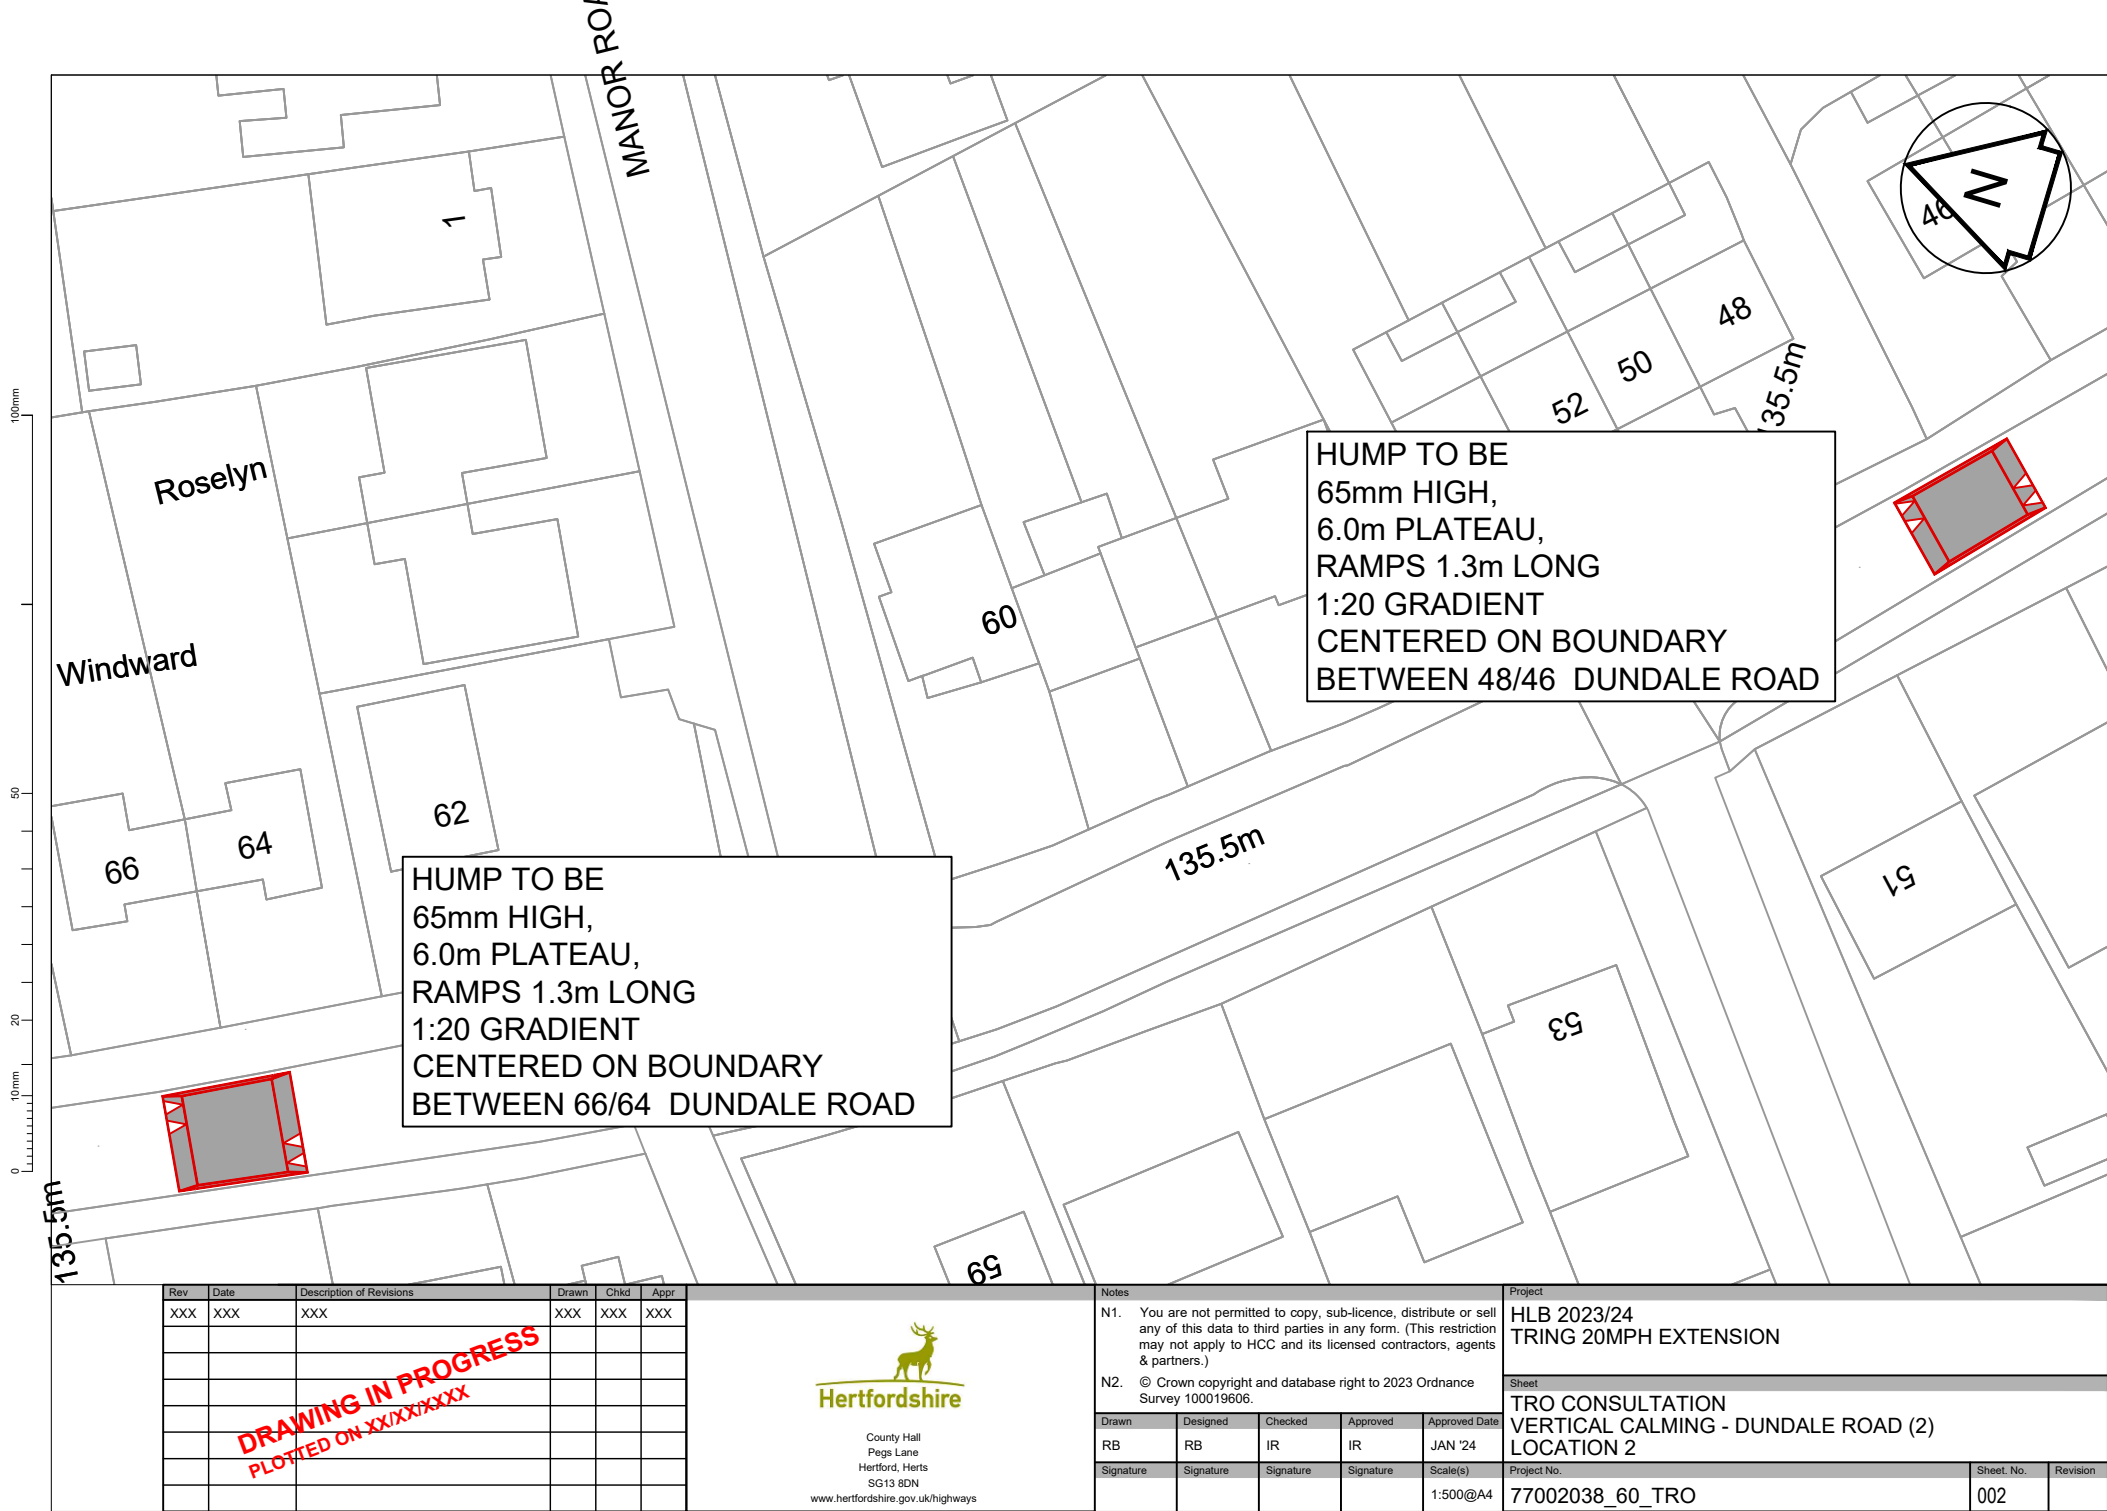 MANOR ROA
1
46
N
48
50
52
135.5m
100mm
Roselyn
HUMP TO BE
65mm HIGH,
6.0m PLATEAU,
RAMPS 1.3m LONG
1:20 GRADIENT
CENTERED ON BOUNDARY
BETWEEN 48/46 DUNDALE ROAD
60
Windward
50
62
64
66
135.5m
51
HUMP TO BE
65mm HIGH,
6.0m PLATEAU,
RAMPS 1.3m LONG
1:20 GRADIENT
CENTERED ON BOUNDARY
BETWEEN 66/64 DUNDALE ROAD
53
20
10mm
0
135.5m
59
Rev Date Description of Revisions Drawn Chkd Appr
XXX XXX XXX XXX XXX XXX
DRAWING IN PROGRESS
PLOTTED ON XX/XX/XXXX
Hertfordshire
County Hall
Pegs Lane
Hertford, Herts
SG13 8DN
www.hertfordshire.gov.uk/highways
Notes
N1. You are not permitted to copy, sub-licence, distribute or sell
any of this data to third parties in any form. (This restriction
may not apply to HCC and its licensed contractors, agents
& partners.)
N2. © Crown copyright and database right to 2023 Ordnance
Survey 100019606.
Drawn Designed Checked Approved Approved Date
RB RB IR IR JAN '24
Signature Signature Signature Signature Scale(s)
1:500@A4
Project
HLB 2023/24
TRING 20MPH EXTENSION
Sheet
TRO CONSULTATION
VERTICAL CALMING - DUNDALE ROAD (2)
LOCATION 2
Project No. Sheet. No. Revision
77002038_60_TRO 002